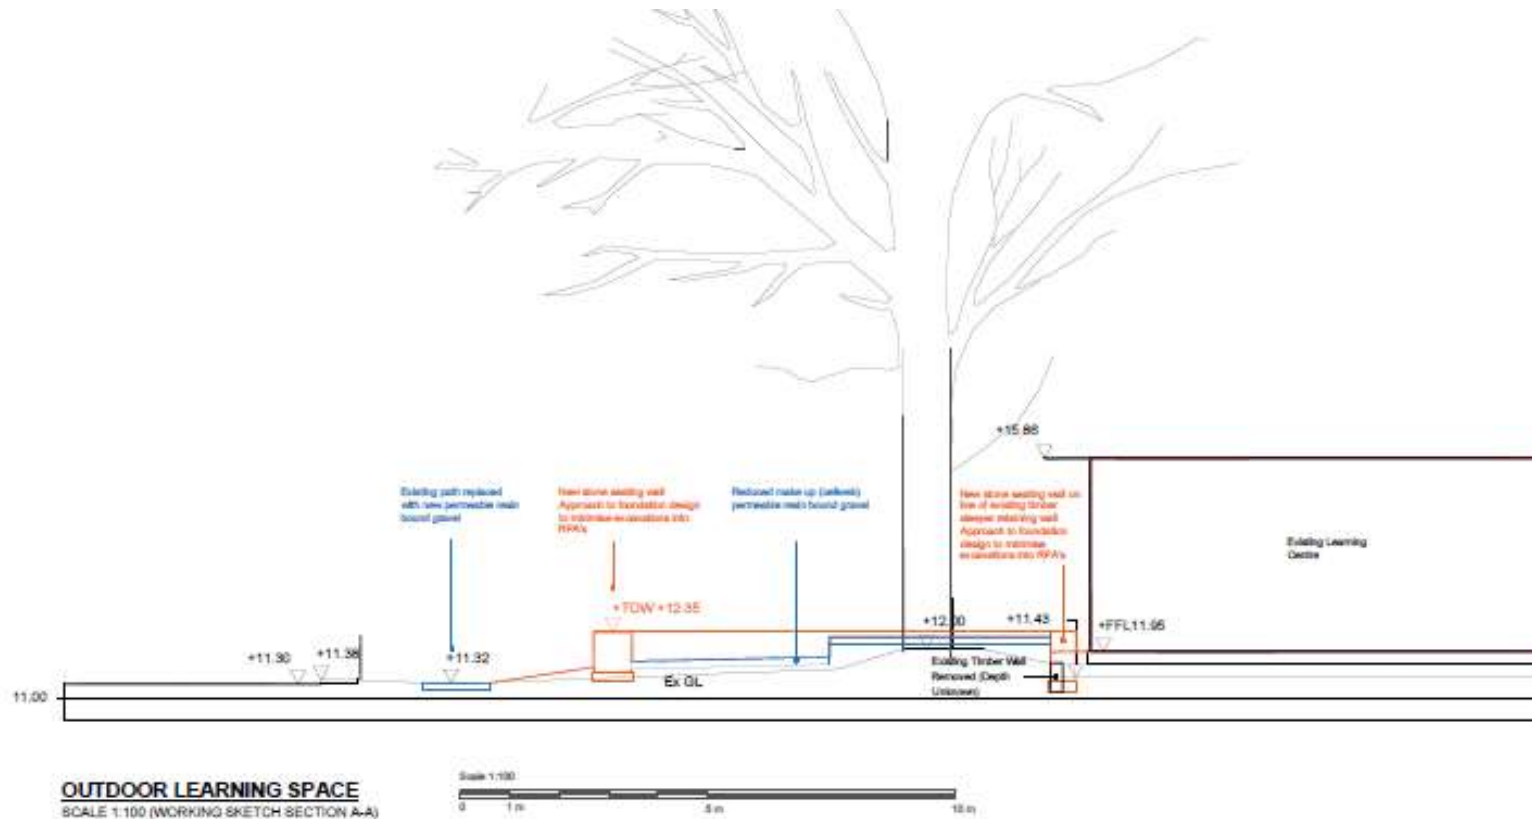 +15.86
Existing path replaced
with new permeable resin
bound gravel
New stone seating wall
Approach to foundation design
to minimise excavations into
RPA's
Reduced make up (cellweb)
permeable resin bound gravel
New stone seating wall on
line of existing timber
sleeper retaining wall
Approach to foundation
design to minimise
excavations into RPA's
Existing Learning
Centre
+TOW +12.35
+12.00
+11.43
+FFL11.95
+11.30
+11.38
+11.32
Existing Timber Wall
Removed (Depth
Unknown)
Ex GL
11.00
OUTDOOR LEARNING SPACE
SCALE 1:100 (WORKING SKETCH SECTION A-A)
Scale 1:100
0 1 m 5 m 10 m